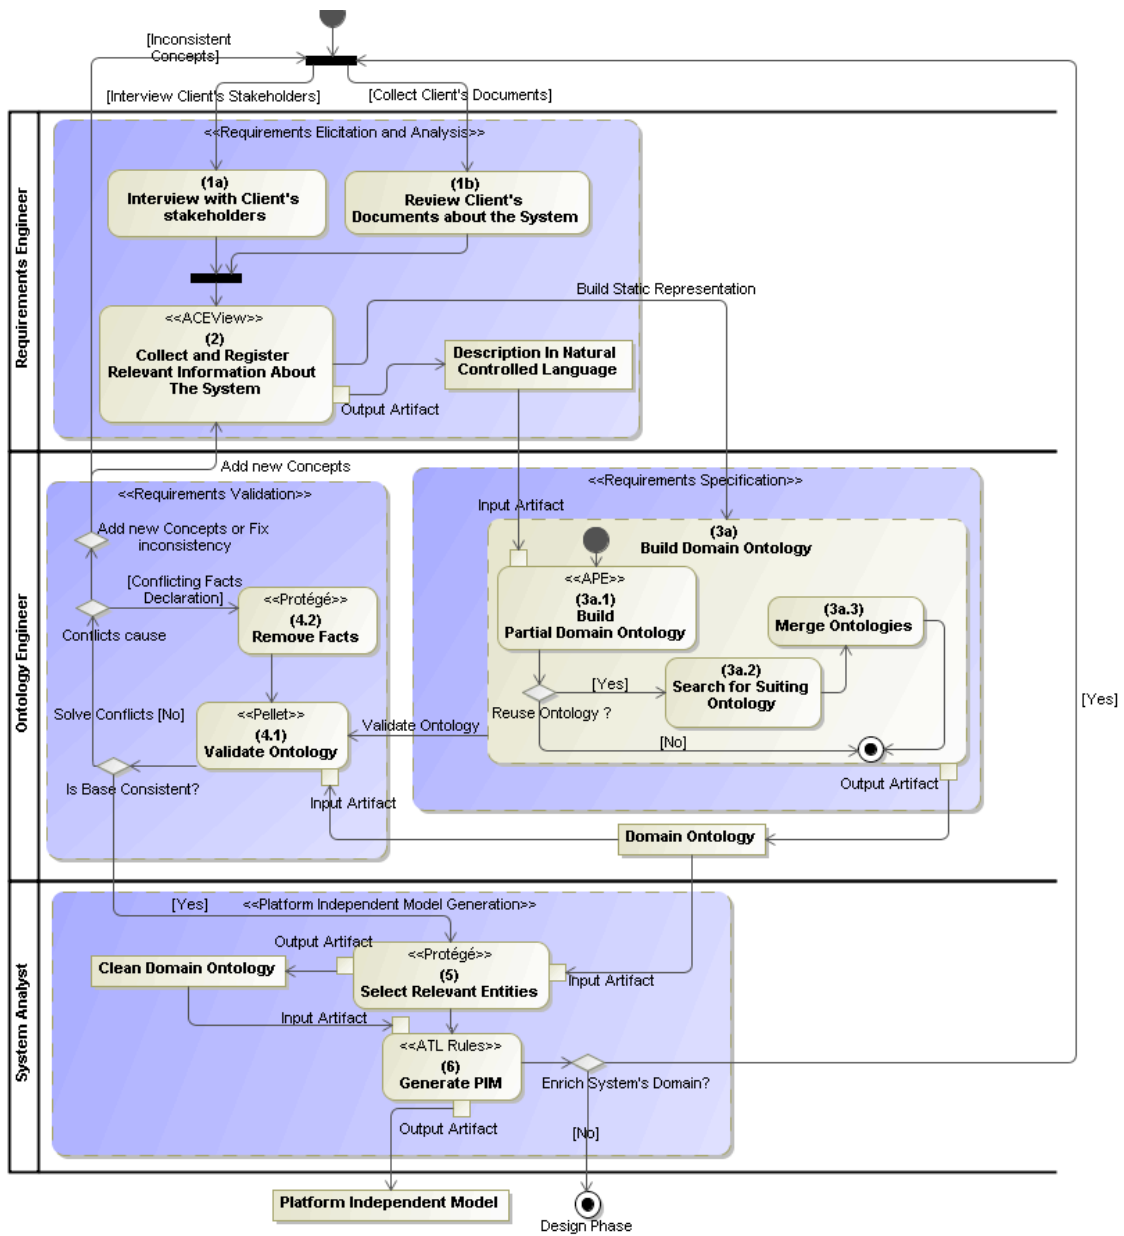 [Inconsistent
Concepts]
[Interview Client's Stakeholders]
[Collect Client's Documents]
Requirements Engineer
<<Requirements Elicitation and Analysis>>
(1a)
Interview with Client's
stakeholders
(1b)
Review Client's
Documents about the System
Build Static Representation
<<ACEView>>
(2)
Collect and Register
Relevant Information About
The System
Description In Natural
Controlled Language
Output Artifact
Add new Concepts
Ontology Engineer
<<Requirements Validation>>
<<Requirements Specification>>
Input Artifact
Add new Concepts or Fix
inconsistency
(3a)
Build Domain Ontology
[Conflicting Facts
Declaration]
<<Protégé>>
(4.2)
Remove Facts
Conflicts cause
<<APE>>
(3a.1)
Build
Partial Domain Ontology
(3a.3)
Merge Ontologies
[Yes]
(3a.2)
Search for Suiting
Ontology
Reuse Ontology ?
[No]
Solve Conflicts [No]
<<Pellet>>
(4.1)
Validate Ontology
Validate Ontology
Is Base Consistent?
Input Artifact
Output Artifact
Domain Ontology
[Yes]
System Analyst
[Yes]
<<Platform Independent Model Generation>>
Output Artifact
Clean Domain Ontology
<<Protégé>>
(5)
Select Relevant Entities
Input Artifact
Input Artifact
<<ATL Rules>>
(6)
Generate PIM
Enrich System's Domain?
Output Artifact
[No]
Platform Independent Model
Design Phase